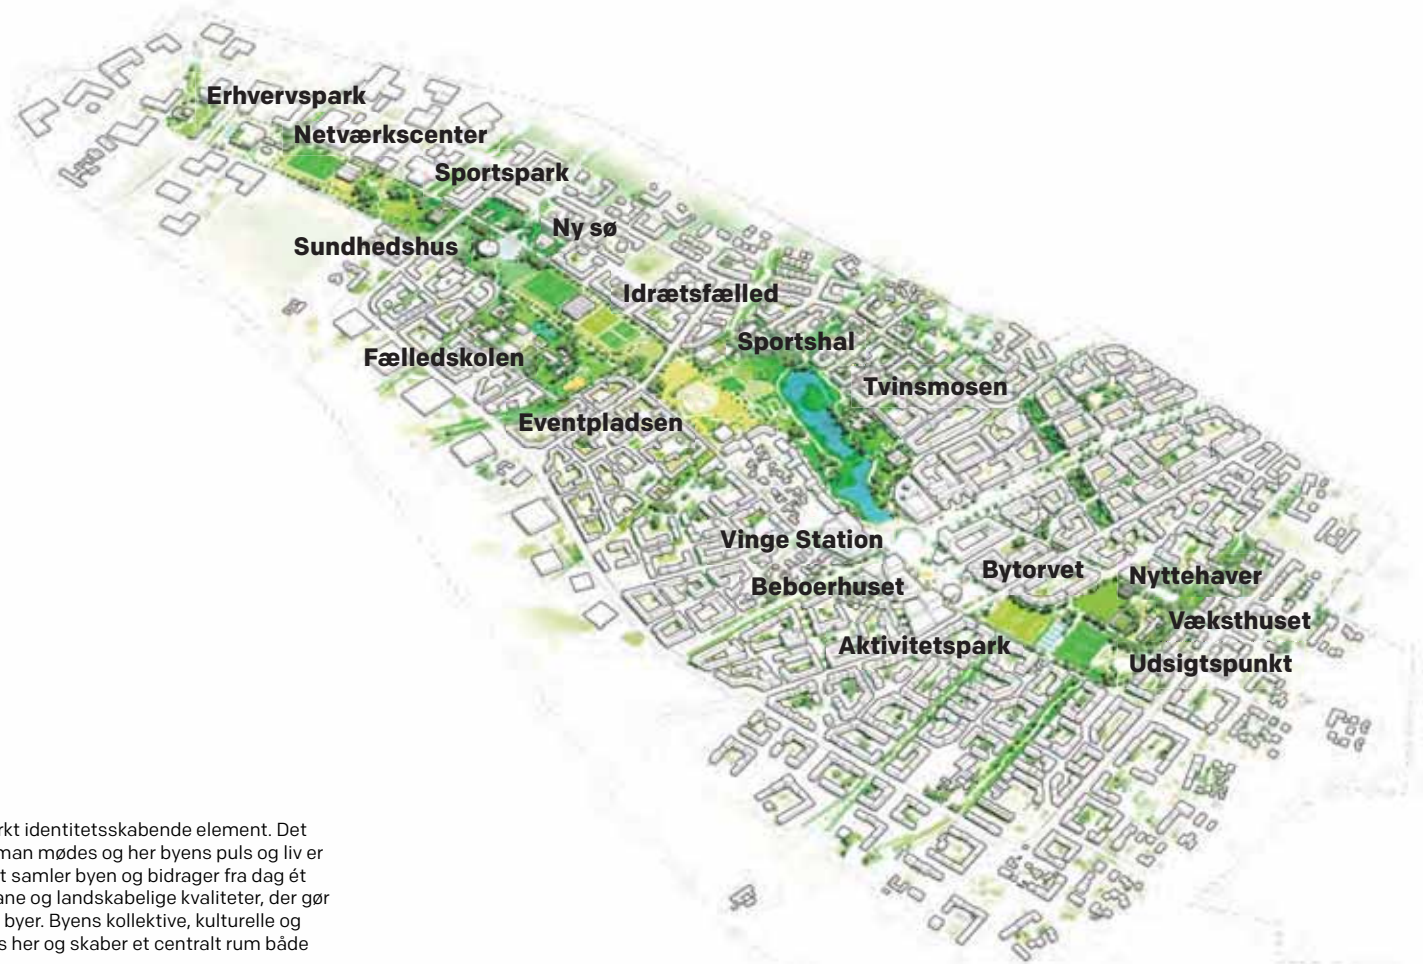 Erhvervspark
Netværkscenter
Sportspark
Ny sø
Sundhedshus
Idrætsfælled
Sportshal
Fælledskolen
Tvinsmosen
Eventpladsen
Vinge Station
Bytorvet
Nyttehaver
Beboerhuset
Væksthuset
Aktivitetspark
Udsigtspunkt
rkt identitetsskabende element. Det
man mødes og her byens puls og liv er
t samler byen og bidrager fra dag ét
ane og landskabelige kvaliteter, der gør
byer. Byens kollektive, kulturelle og
s her og skaber et centralt rum både